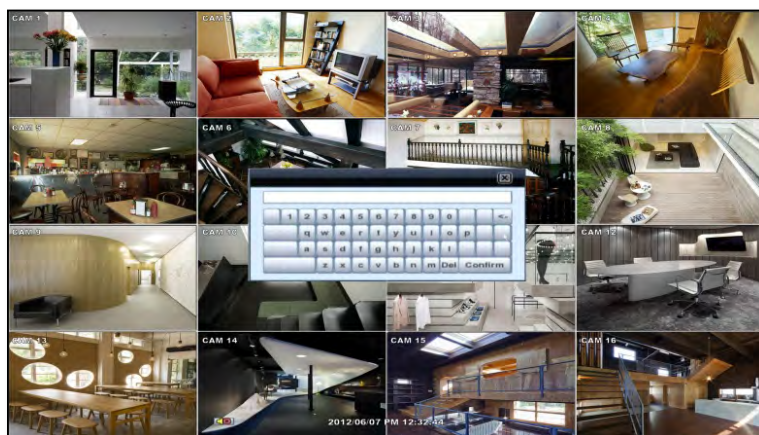 CAM 1 CAM 2 CAM 3 CAM 4
CAM 5 CAM 6 CAM 7 CAM 8
1 2 3 4 5 6 7 8 9 0 <-
q w e r t y u i o p
a s d f g h j k l
z x c v b n m Del Confirm
CAM 9 CAM 10 CAM 12
CAM 13 CAM 14 CAM 15 CAM 16
2012/06/07 PM 12:32:44